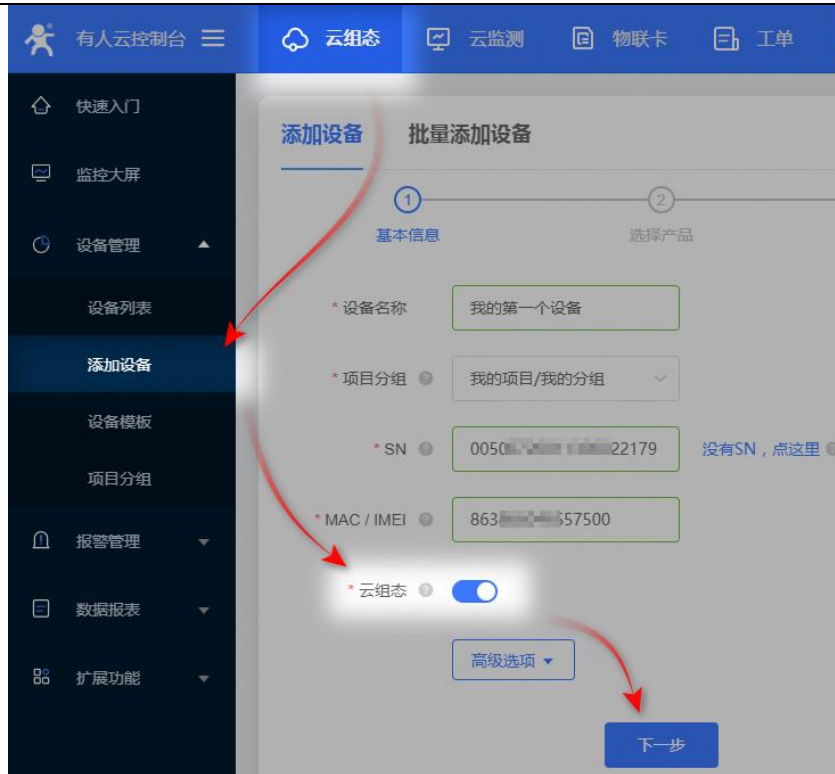 有人云控制台
云组态
云监测
物联卡
工单
快速入门
监控大屏
设备管理
设备列表
添加设备
设备模板
项目分组
报警管理
数据报表
扩展功能
添加设备 批量添加设备
1 2
基本信息 选择产品
* 设备名称 我的第一个设备
* 项目分组 我的项目/我的分组
* SN 0050 22179 没有SN，点这里
* MAC / IMEI 863 557500
* 云组态
高级选项
下一步